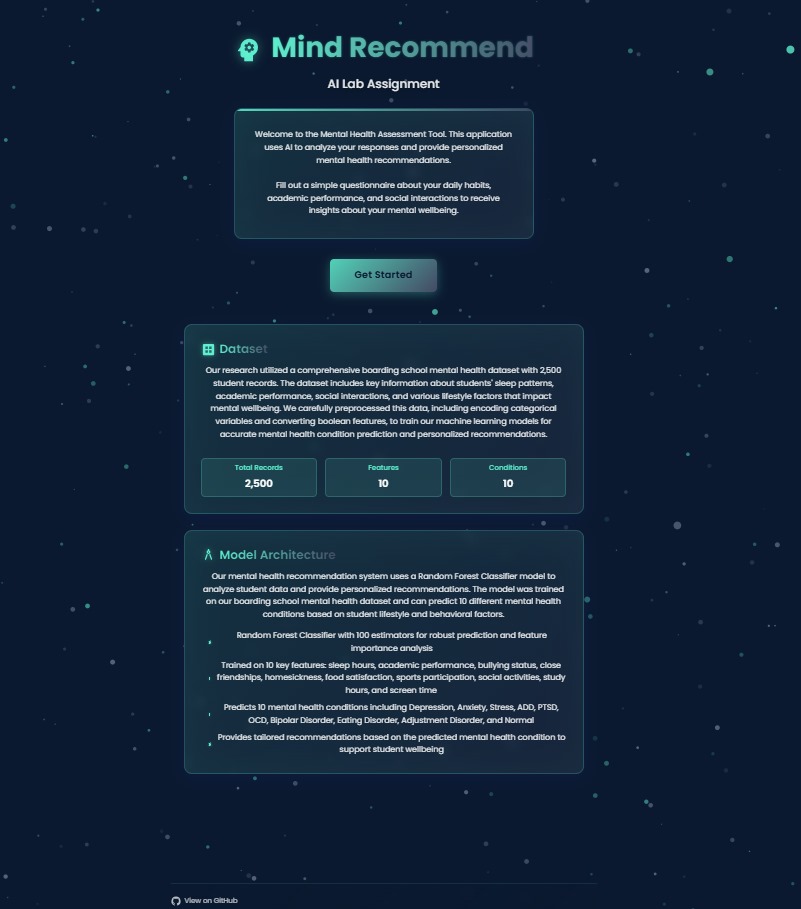 Mind Recommend
AI Lab Assignment
Welcome to the Mental Health Assessment Tool. This application
uses AI to analyze your responses and provide personalized
mental health recommendations.
Fill out a simple questionnaire about your daily habits,
academic performance, and social interactions to receive
insights about your mental wellbeing.
Get Started
Dataset
Our research utilized a comprehensive boarding school mental health dataset with 2,500
student records. The dataset includes key information about students' sleep patterns,
academic performance, social interactions, and various lifestyle factors that impact
mental wellbeing. We carefully preprocessed this data, including encoding categorical
variables and converting boolean features, to train our machine learning models for
accurate mental health condition prediction and personalized recommendations.
Total Records
2,500
Features
10
Conditions
10
Model Architecture
Our mental health recommendation system uses a Random Forest Classifier model to
analyze student data and provide personalized recommendations. The model was trained
on our boarding school mental health dataset and can predict 10 different mental health
conditions based on student lifestyle and behavioral factors.
Random Forest Classifier with 100 estimators for robust prediction and feature
importance analysis
Trained on 10 key features: sleep hours, academic performance, bullying status, close
friendships, homesickness, food satisfaction, sports participation, social activities, study
hours, and screen time
Predicts 10 mental health conditions including Depression, Anxiety, Stress, ADD, PTSD,
OCD, Bipolar Disorder, Eating Disorder, Adjustment Disorder, and Normal
Provides tailored recommendations based on the predicted mental health condition to
support student wellbeing
View on GitHub